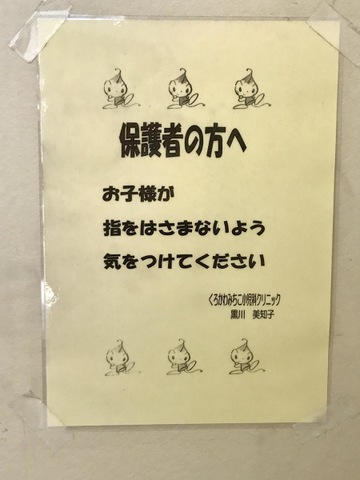 保護者の方へ
お子様が
指をはさまないよう
気をつけてください
くろかわみちこ小児科クリニック
黒川 美知子